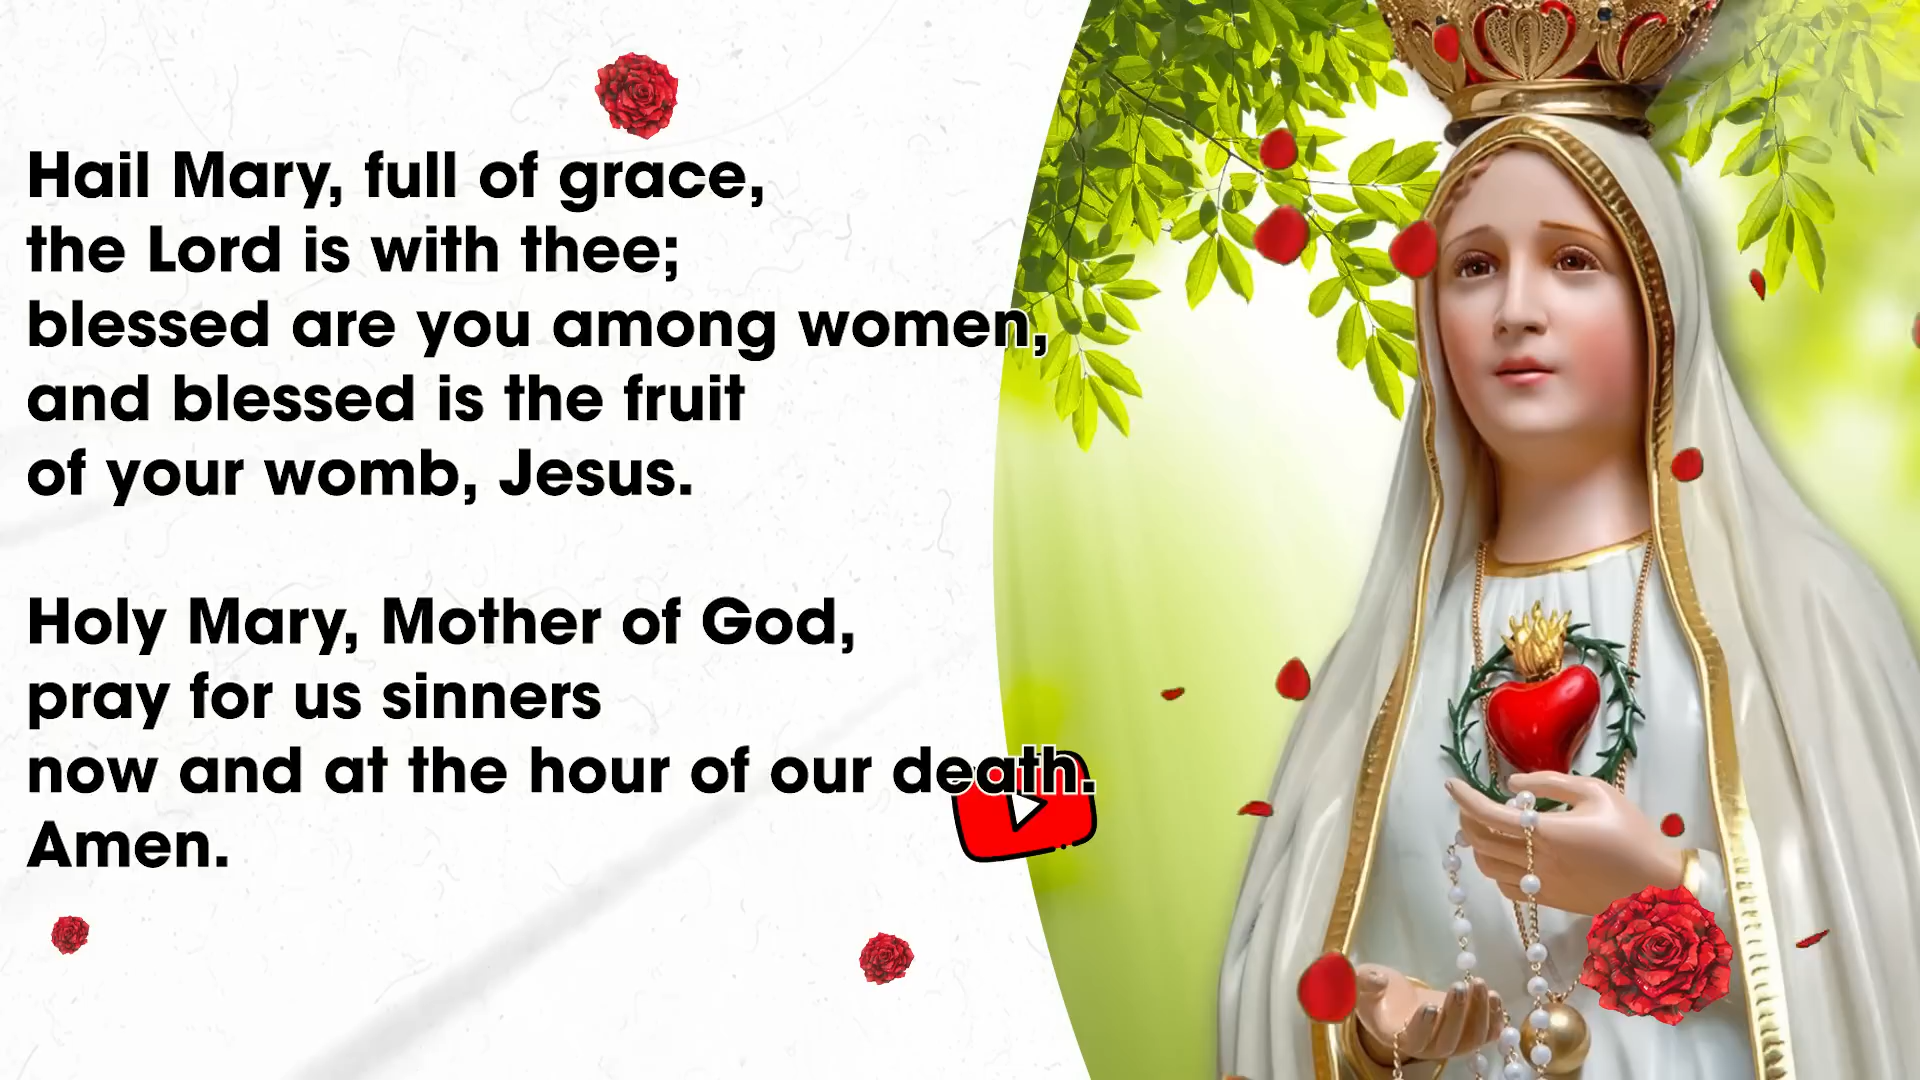 Hail Mary, full of grace,
the Lord is with thee;
blessed are you among women,
and blessed is the fruit
of your womb, Jesus.
Holy Mary, Mother of God,
pray for us sinners
now and at the hour of our death.
Amen.